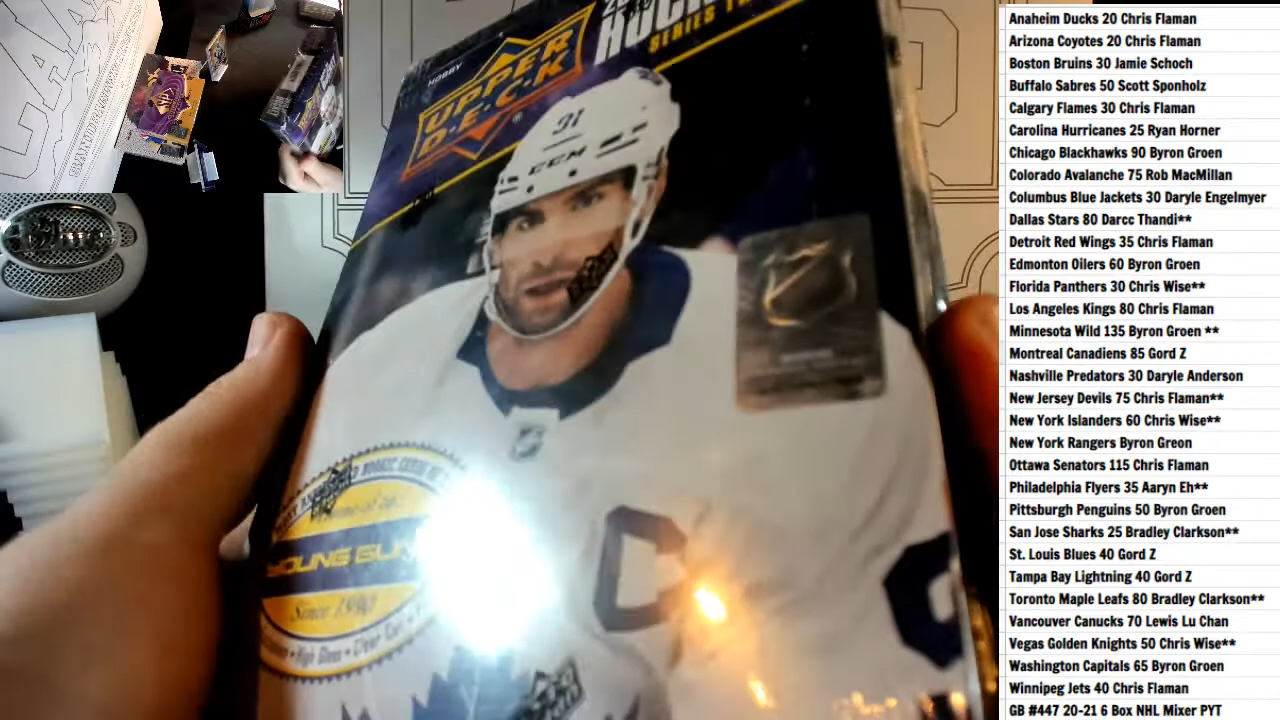 HOBBY
UPPER
D·E·C·K
91
CCM
YOUNG GU
Since 1990
High Gloss • Clear Cut
C
Anaheim Ducks 20 Chris Flaman
Arizona Coyotes 20 Chris Flaman
Boston Bruins 30 Jamie Schoch
Buffalo Sabres 50 Scott Sponholz
Calgary Flames 30 Chris Flaman
Carolina Hurricanes 25 Ryan Horner
Chicago Blackhawks 90 Byron Groen
Colorado Avalanche 75 Rob MacMillan
Columbus Blue Jackets 30 Daryle Engelmyer
Dallas Stars 80 Darcc Thandi**
Detroit Red Wings 35 Chris Flaman
Edmonton Oilers 60 Byron Groen
Florida Panthers 30 Chris Wise**
Los Angeles Kings 80 Chris Flaman
Minnesota Wild 135 Byron Groen **
Montreal Canadiens 85 Gord Z
Nashville Predators 30 Daryle Anderson
New Jersey Devils 75 Chris Flaman**
New York Islanders 60 Chris Wise**
New York Rangers Byron Greon
Ottawa Senators 115 Chris Flaman
Philadelphia Flyers 35 Aaryn Eh**
Pittsburgh Penguins 50 Byron Groen
San Jose Sharks 25 Bradley Clarkson**
St. Louis Blues 40 Gord Z
Tampa Bay Lightning 40 Gord Z
Toronto Maple Leafs 80 Bradley Clarkson**
Vancouver Canucks 70 Lewis Lu Chan
Vegas Golden Knights 50 Chris Wise**
Washington Capitals 65 Byron Groen
Winnipeg Jets 40 Chris Flaman
GB #447 20-21 6 Box NHL Mixer PYT